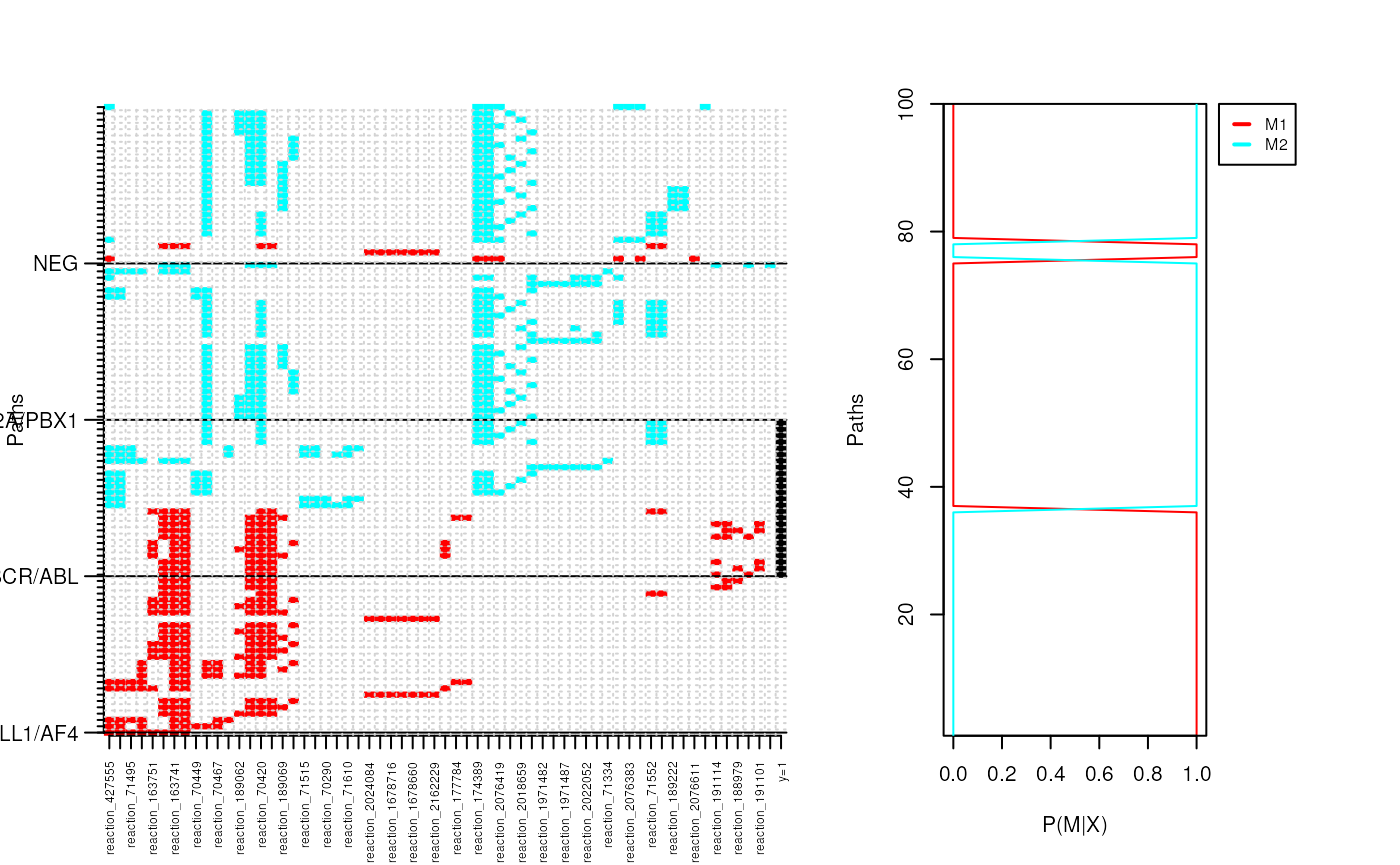 NEG
2A/PBX1
BCR/ABL
LL1/AF4
Paths
reaction_427555
reaction_71495
reaction_163751
reaction_163741
reaction_70449
reaction_70467
reaction_189062
reaction_70420
reaction_189069
reaction_71515
reaction_70290
reaction_71610
reaction_2024084
reaction_1678716
reaction_1678660
reaction_2162229
reaction_177784
reaction_174389
reaction_2076419
reaction_2018659
reaction_1971482
reaction_1971487
reaction_2022052
reaction_71334
reaction_2076383
reaction_71552
reaction_189222
reaction_2076611
reaction_191114
reaction_188979
reaction_191101
y=1
Paths
100
80
60
40
20
0.0 0.2 0.4 0.6 0.8 1.0
P(M|X)
M1
M2